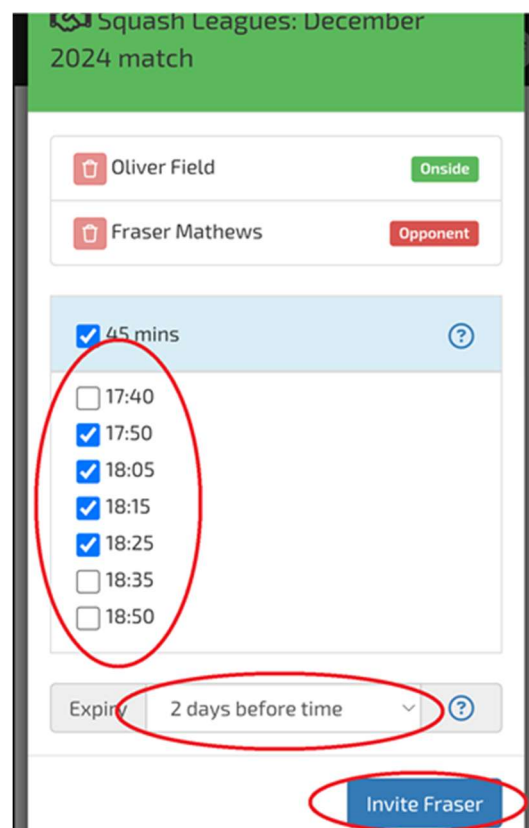 Squash Leagues: December
2024 match
Oliver Field Onside
Fraser Mathews Opponent
45 mins ?
17:40
17:50
18:05
18:15
18:25
18:35
18:50
Expiry 2 days before time ?
Invite Fraser